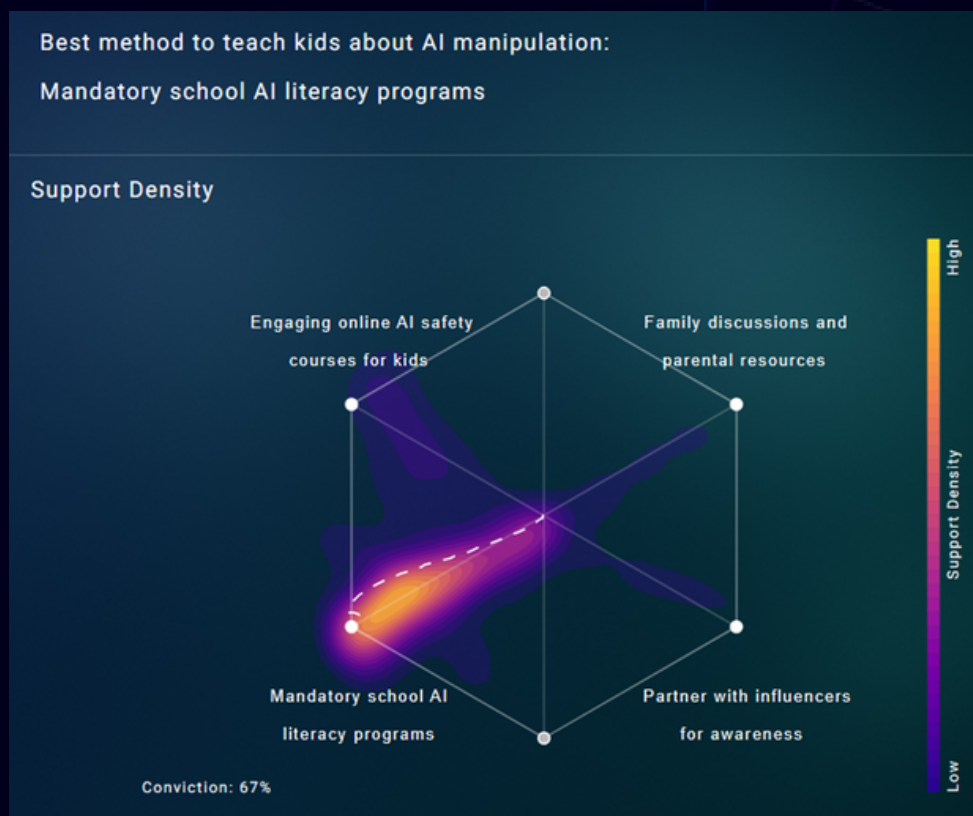 Best method to teach kids about AI manipulation:
Mandatory school AI literacy programs
Support Density
High
Engaging online AI safety
courses for kids
Family discussions and
parental resources
Support Density
Mandatory school AI
literacy programs
Partner with influencers
for awareness
Low
Conviction: 67%